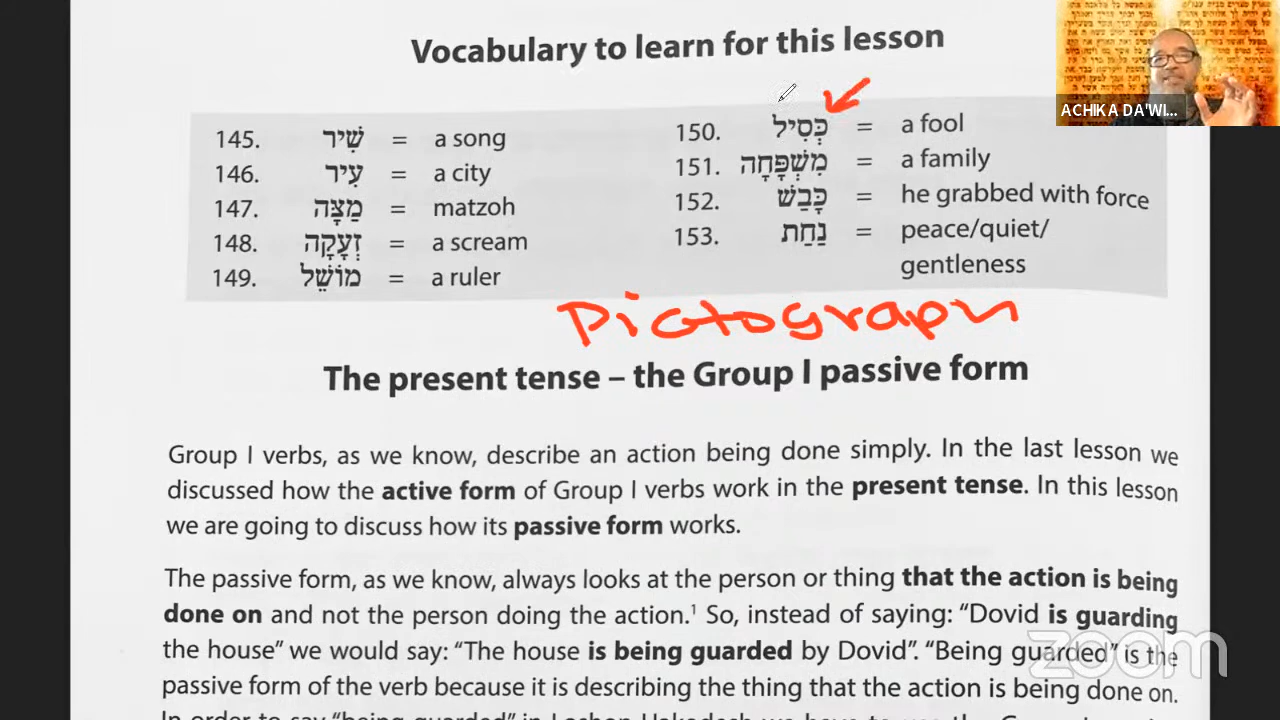 Vocabulary to learn for this lesson
145. שִׁיר = a song
146. עִיר = a city
147. מַצָּה = matzoh
148. זְעָקָה = a scream
149. מוֹשֵׁל = a ruler
150. כְּסִיל = a fool
151. מִשְׁפָּחָה = a family
152. כָּבַשׁ = he grabbed with force
153. נַחַת = peace/quiet/
gentleness
Pictograph
The present tense – the Group I passive form
Group I verbs, as we know, describe an action being done simply. In the last lesson we
discussed how the active form of Group I verbs work in the present tense. In this lesson
we are going to discuss how its passive form works.
The passive form, as we know, always looks at the person or thing that the action is being
done on and not the person doing the action.¹ So, instead of saying: “Dovid is guarding
the house” we would say: “The house is being guarded by Dovid”. “Being guarded” is the
passive form of the verb because it is describing the thing that the action is being done on.
ACHIKA DA'WI...
zoom